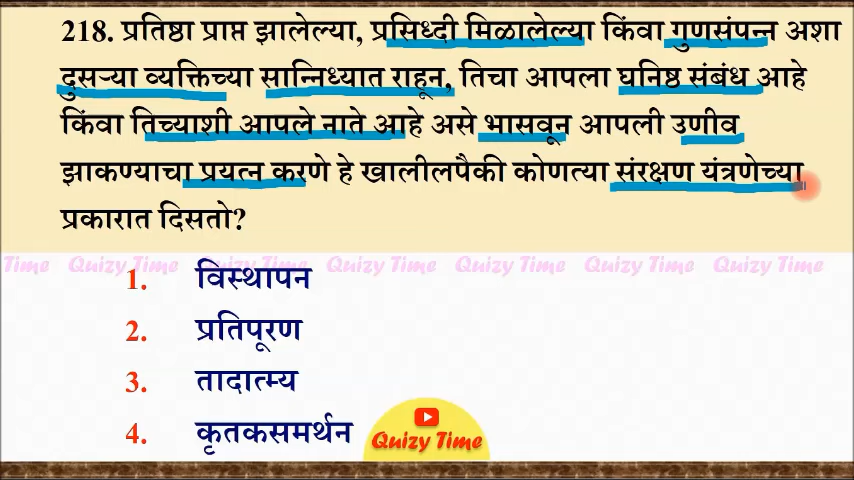 218. प्रतिष्ठा प्राप्त झालेल्या, प्रसिध्दी मिळालेल्या किंवा गुणसंपन्न अशा
दुसऱ्या व्यक्तिच्या सान्निध्यात राहून, तिचा आपला घनिष्ठ संबंध आहे
किंवा तिच्याशी आपले नाते आहे असे भासवून आपली उणीव
झाकण्याचा प्रयत्न करणे हे खालीलपैकी कोणत्या संरक्षण यंत्रणेच्या
प्रकारात दिसतो?
Time Quizy Time Quizy Time Quizy Time Quizy Time Quizy Time Quizy Time
1. विस्थापन
2. प्रतिपूरण
3. तादात्म्य
4. कृतकसमर्थन
Quizy Time